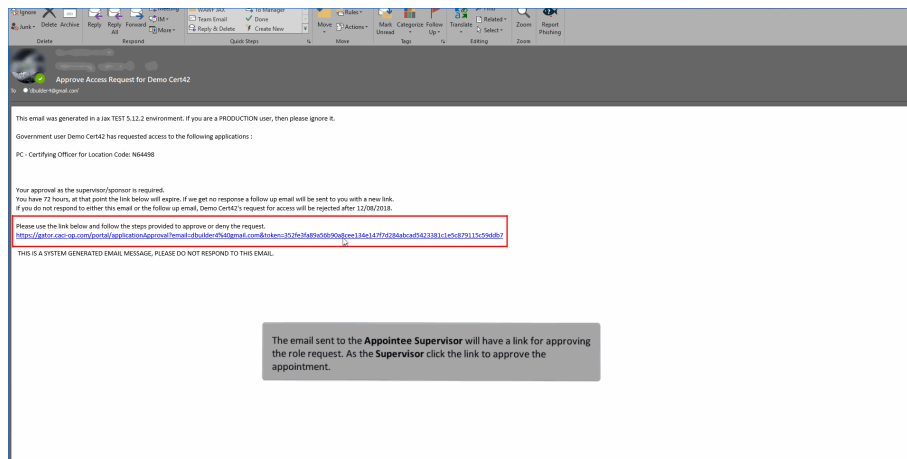 Ignore
Junk
Delete
Archive
Reply
Reply All
Forward
IM
More
Team Email
Reply & Delete
To Manager
Done
Create New
Move
Rules
Actions
Mark Unread
Categorize
Follow Up
Translate
Related
Select
Zoom
Report Phishing
Delete
Respond
Quick Steps
Move
Tags
Editing
Zoom
Approve Access Request for Demo Cert42
To 'dbuilder4@gmail.com'
This email was generated in a Jax TEST 5.12.2 environment. If you are a PRODUCTION user, then please ignore it.
Government user Demo Cert42 has requested access to the following applications :
PC - Certifying Officer for Location Code: N64498
Your approval as the supervisor/sponsor is required.
You have 72 hours, at that point the link below will expire. If we get no response a follow up email will be sent to you with a new link.
If you do not respond to either this email or the follow up email, Demo Cert42's request for access will be rejected after 12/08/2018.
Please use the link below and follow the steps provided to approve or deny the request.
https://gator.caci-op.com/portal/applicationApproval?email=dbuilder4%40gmail.com&token=352fe3fa89a56b90a8cee134e147f7d284abcad5423381c1e5c879115c59ddb7
THIS IS A SYSTEM GENERATED EMAIL MESSAGE, PLEASE DO NOT RESPOND TO THIS EMAIL.
The email sent to the Appointee Supervisor will have a link for approving
the role request. As the Supervisor click the link to approve the
appointment.